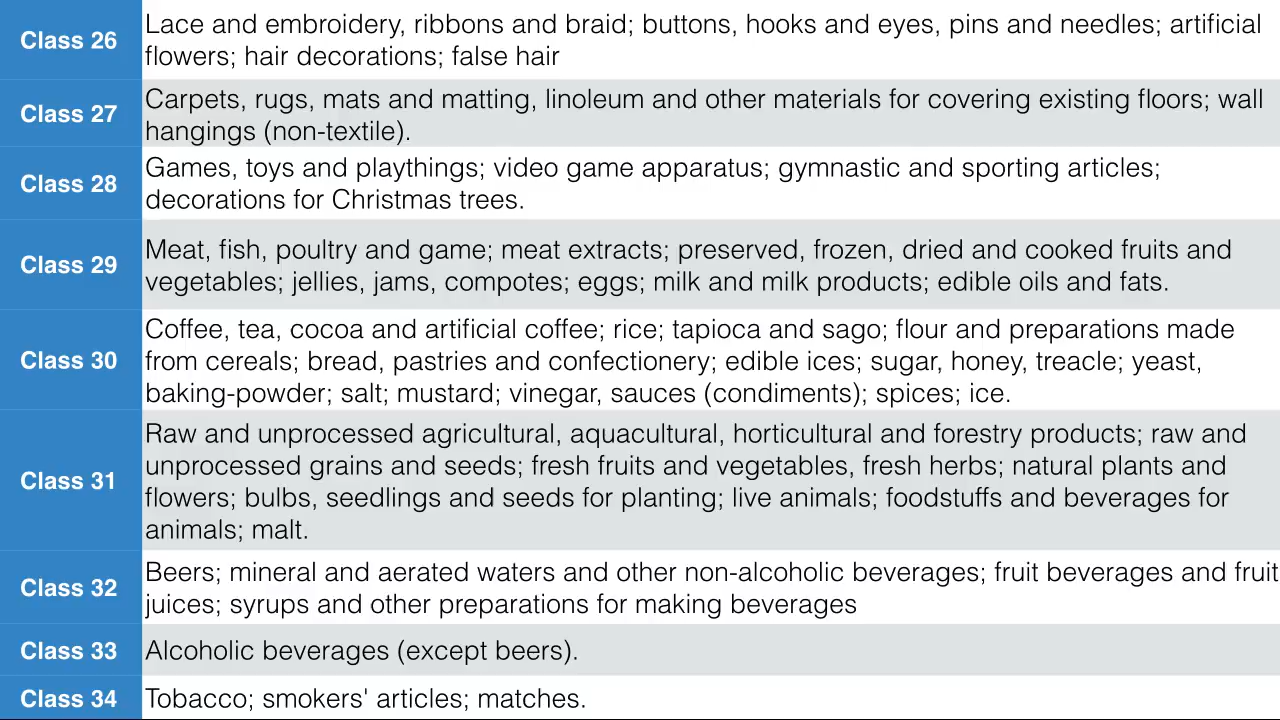 Class 26
Lace and embroidery, ribbons and braid; buttons, hooks and eyes, pins and needles; artificial
flowers; hair decorations; false hair
Class 27
Carpets, rugs, mats and matting, linoleum and other materials for covering existing floors; wall
hangings (non-textile).
Class 28
Games, toys and playthings; video game apparatus; gymnastic and sporting articles;
decorations for Christmas trees.
Class 29
Meat, fish, poultry and game; meat extracts; preserved, frozen, dried and cooked fruits and
vegetables; jellies, jams, compotes; eggs; milk and milk products; edible oils and fats.
Class 30
Coffee, tea, cocoa and artificial coffee; rice; tapioca and sago; flour and preparations made
from cereals; bread, pastries and confectionery; edible ices; sugar, honey, treacle; yeast,
baking-powder; salt; mustard; vinegar, sauces (condiments); spices; ice.
Class 31
Raw and unprocessed agricultural, aquacultural, horticultural and forestry products; raw and
unprocessed grains and seeds; fresh fruits and vegetables, fresh herbs; natural plants and
flowers; bulbs, seedlings and seeds for planting; live animals; foodstuffs and beverages for
animals; malt.
Class 32
Beers; mineral and aerated waters and other non-alcoholic beverages; fruit beverages and fruit
juices; syrups and other preparations for making beverages
Class 33
Alcoholic beverages (except beers).
Class 34
Tobacco; smokers' articles; matches.